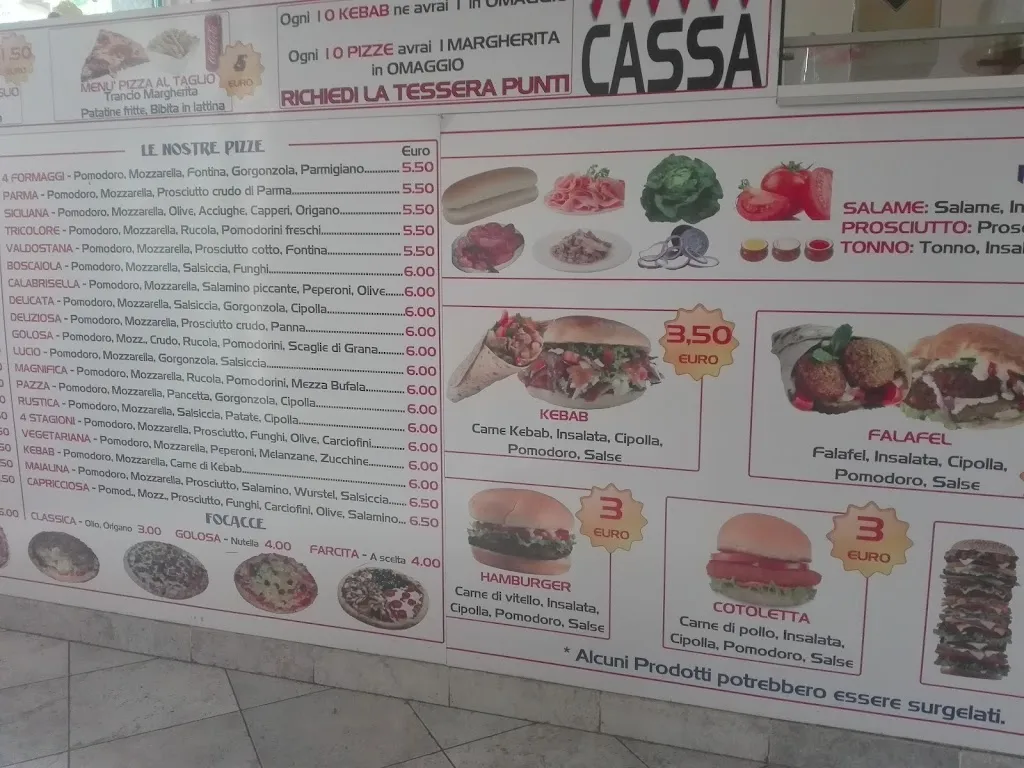 1.50
EURO
MENU' PIZZA AL TAGLIO
Trancio Margherita
Patatine fritte, Bibita in lattina
5
EURO
Ogni 10 KEBAB ne avrai 1 in OMAGGIO
Ogni 10 PIZZE avrai 1 MARGHERITA
in OMAGGIO
RICHIEDI LA TESSERA PUNTI
CASSA
LE NOSTRE PIZZE
Euro
4 FORMAGGI - Pomodoro, Mozzarella, Fontina, Gorgonzola, Parmigiano 5.50
PARMA - Pomodoro, Mozzarella, Prosciutto crudo di Parma 5.50
SICILIANA - Pomodoro, Mozzarella, Olive, Acciughe, Capperi, Origano 5.50
TRICOLORE - Pomodoro, Mozzarella, Rucola, Pomodorini freschi 5.50
VALDOSTANA - Pomodoro, Mozzarella, Prosciutto cotto, Fontina 5.50
BOSCAIOLA - Pomodoro, Mozzarella, Salsiccia, Funghi 6.00
CALABRISELLA - Pomodoro, Mozzarella, Salamino piccante, Peperoni, Olive 6.00
DELICATA - Pomodoro, Mozzarella, Salsiccia, Gorgonzola, Cipolla 6.00
DELIZIOSA - Pomodoro, Mozzarella, Prosciutto crudo, Panna 6.00
GOLOSA - Pomodoro, Mozz., Crudo, Rucola, Pomodorini, Scaglie di Grana 6.00
LUCIO - Pomodoro, Mozzarella, Gorgonzola, Salsiccia 6.00
MAGNIFICA - Pomodoro, Mozzarella, Rucola, Pomodorini, Mezza Bufala 6.00
PAZZA - Pomodoro, Mozzarella, Pancetta, Gorgonzola, Cipolla 6.00
RUSTICA - Pomodoro, Mozzarella, Salsiccia, Patate, Cipolla 6.00
4 STAGIONI - Pomodoro, Mozzarella, Prosciutto, Funghi, Olive, Carciofini 6.00
VEGETARIANA - Pomodoro, Mozzarella, Peperoni, Melanzane, Zucchine 6.00
KEBAB - Pomodoro, Mozzarella, Carne di Kebab 6.00
MAIALINA - Pomodoro, Mozzarella, Prosciutto, Salamino, Wurstel, Salsiccia 6.50
CAPRICCIOSA - Pomod., Mozz., Prosciutto, Funghi, Carciofini, Olive, Salamino 6.50
FOCACCE
CLASSICA - Olio, Origano 3.00 GOLOSA - Nutella 4.00 FARCITA - A scelta 4.00
SALAME: Salame, In
PROSCIUTTO: Prosc
TONNO: Tonno, Insal
3,50
EURO
KEBAB
Carne Kebab, Insalata, Cipolla,
Pomodoro, Salse
FALAFEL
Falafel, Insalata, Cipolla,
Pomodoro, Salse
3
EURO
HAMBURGER
Carne di vitello, Insalata,
Cipolla, Pomodoro, Salse
3
EURO
COTOLETTA
Carne di pollo, Insalata,
Cipolla, Pomodoro, Salse
* Alcuni Prodotti potrebbero essere surgelati.